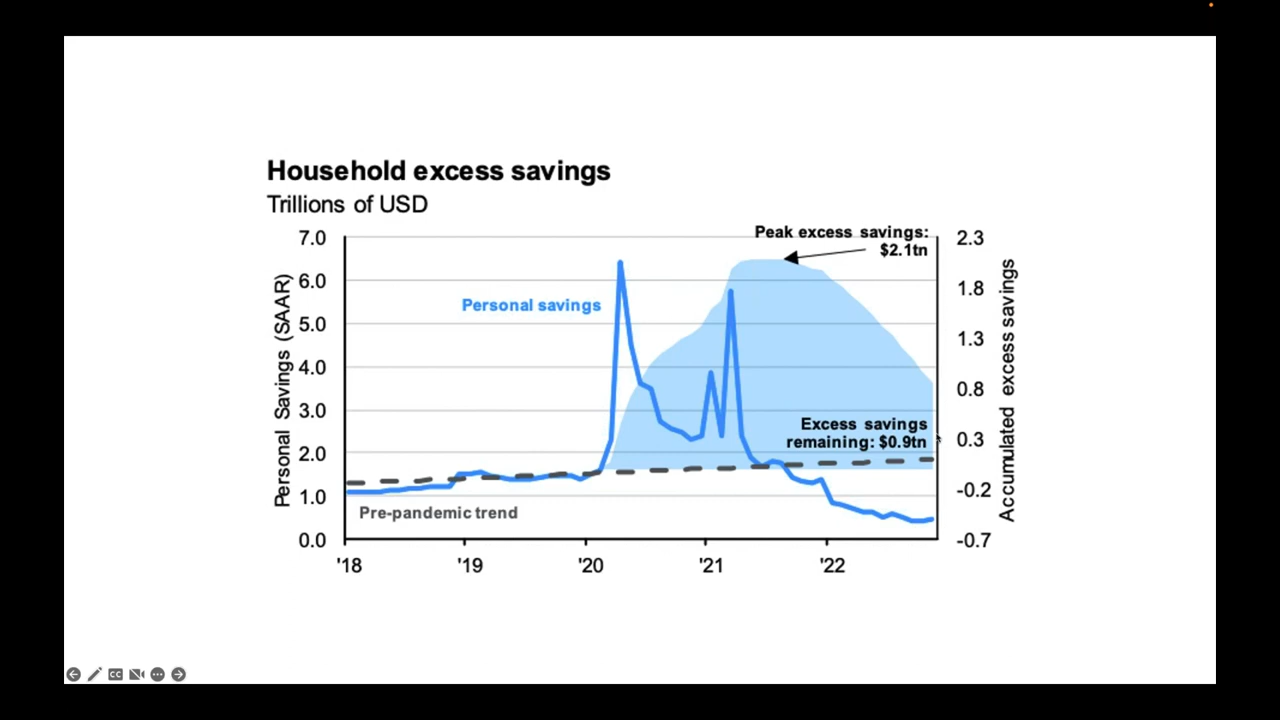 Household excess savings
Trillions of USD
Peak excess savings:
$2.1tn
Personal savings
Excess savings
remaining: $0.9tn
Pre-pandemic trend
Personal Savings (SAAR)
7.0
6.0
5.0
4.0
3.0
2.0
1.0
0.0
2.3
1.8
1.3
0.8
0.3
-0.2
-0.7
Accumulated excess savings
'18 '19 '20 '21 '22
CC